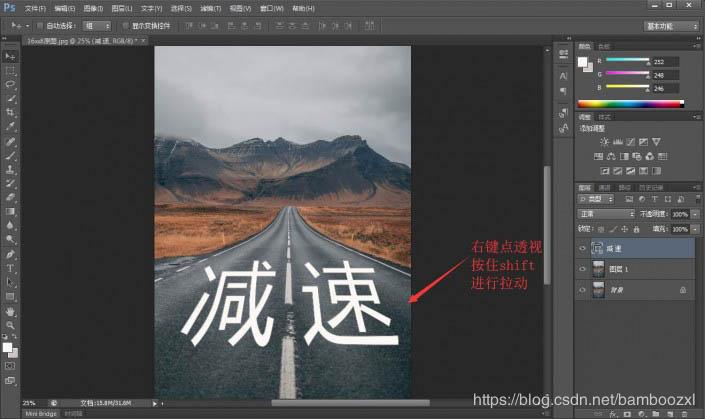 Ps 文件(F) 编辑(E) 图像(I) 图层(L) 文字(Y) 选择(S) 滤镜(T) 视图(V) 窗口(W) 帮助(H)
自动选择: 组 显示变换控件 基本功能
16xx8原图.jpg @ 25% (减 速, RGB/8) *
颜色 色板
R 252
G 248
B 246
调整 样式
添加调整
图层 通道 路径 历史记录
类型
正常 不透明度: 100%
锁定: 填充: 100%
减 速
图层 1
背景
减速
右键点透视
按住shift
进行拉动
25% 文档:15.8M/31.6M
Mini Bridge 时间轴
https://blog.csdn.net/bamboozxl